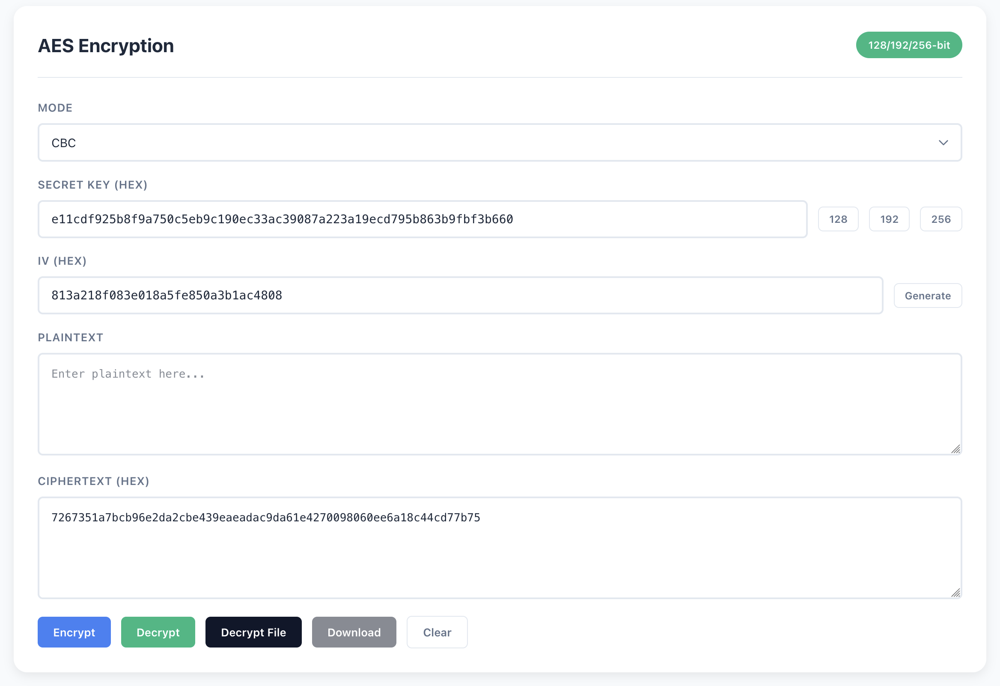 AES Encryption
128/192/256-bit
MODE
CBC
SECRET KEY (HEX)
e11cdf925b8f9a750c5eb9c190ec33ac39087a223a19ecd795b863b9fbf3b660
128
192
256
IV (HEX)
813a218f083e018a5fe850a3b1ac4808
Generate
PLAINTEXT
Enter plaintext here...
CIPHERTEXT (HEX)
7267351a7bcb96e2da2cbe439eaeadac9da61e4270098060ee6a18c44cd77b75
Encrypt
Decrypt
Decrypt File
Download
Clear